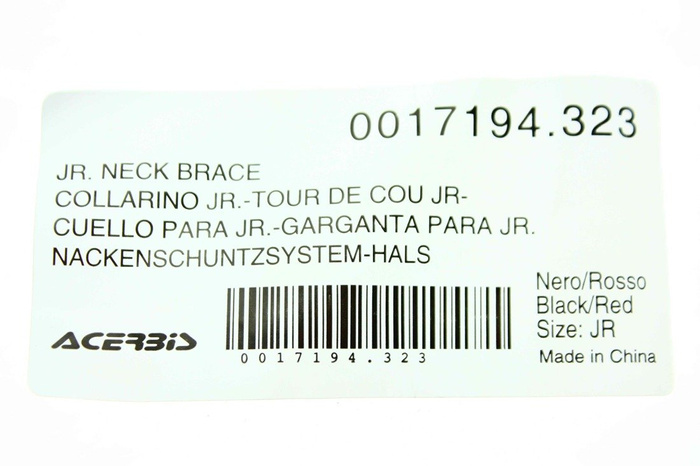 0017194.323
JR. NECK BRACE
COLLARINO JR.-TOUR DE COU JR-
CUELLO PARA JR.-GARGANTA PARA JR.
NACKENSCHUNTZSYSTEM-HALS
Nero/Rosso
Black/Red
Size: JR
Made in China
ACERBIS
0017194.323